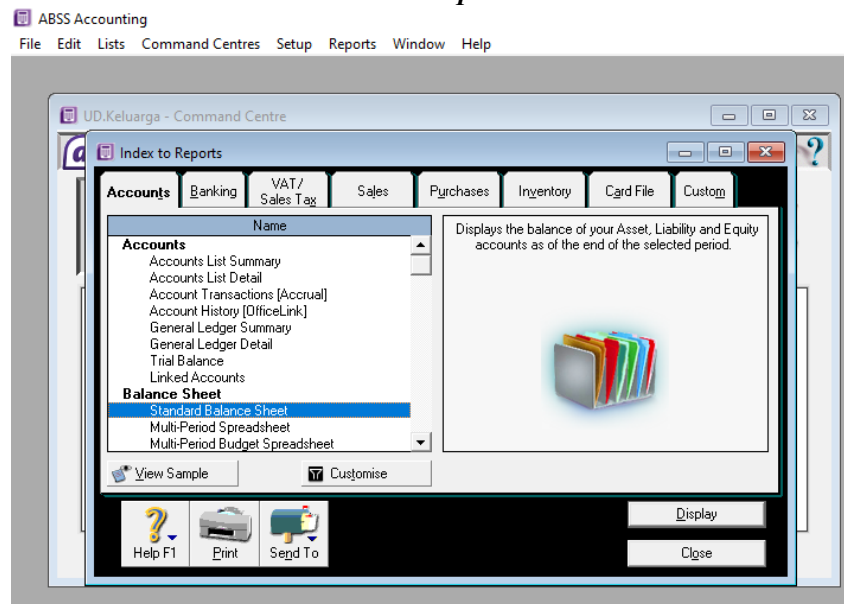 ABSS Accounting
File Edit Lists Command Centres Setup Reports Window Help
UD.Keluarga - Command Centre
Index to Reports
Accounts Banking VAT/ Sales Tax Sales Purchases Inventory Card File Custom
Name
Accounts
Accounts List Summary
Accounts List Detail
Account Transactions [Accrual]
Account History [OfficeLink]
General Ledger Summary
General Ledger Detail
Trial Balance
Linked Accounts
Balance Sheet
Standard Balance Sheet
Multi-Period Spreadsheet
Multi-Period Budget Spreadsheet
Displays the balance of your Asset, Liability and Equity
accounts as of the end of the selected period.
View Sample Customise
Help F1 Print Send To
Display
Close